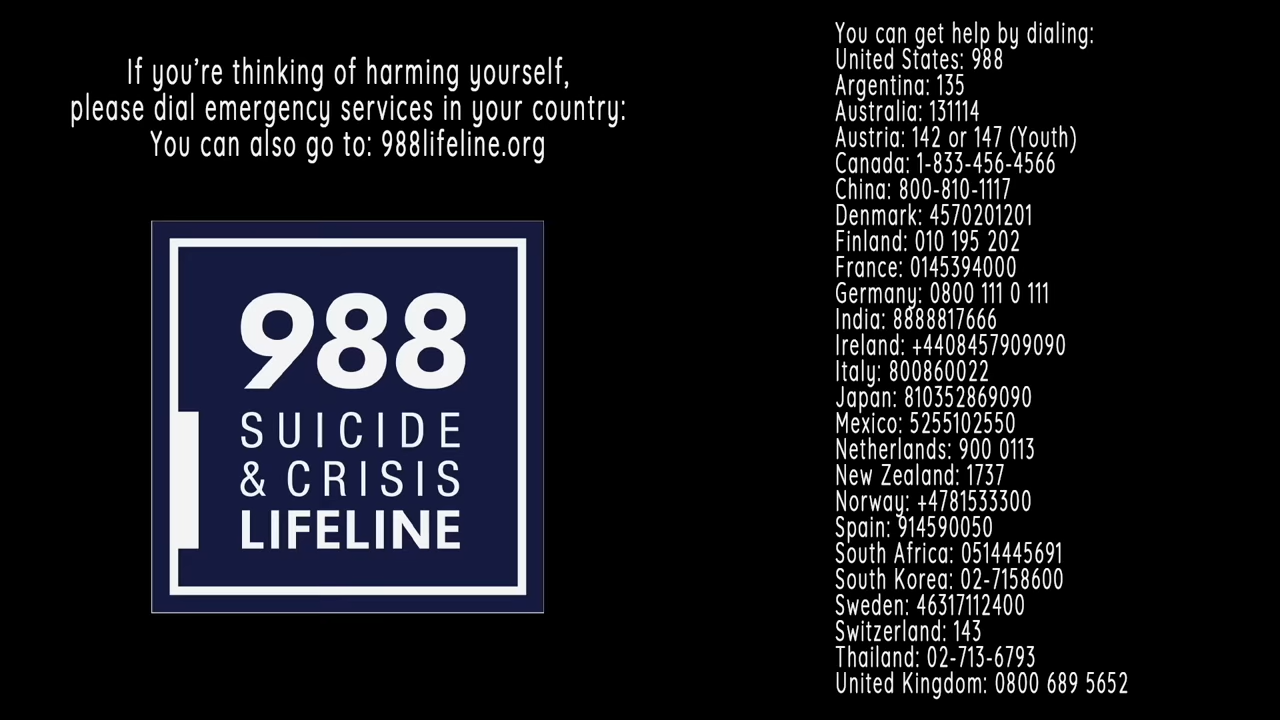 If you're thinking of harming yourself,
please dial emergency services in your country:
You can also go to: 988lifeline.org
988
SUICIDE
& CRISIS
LIFELINE
You can get help by dialing:
United States: 988
Argentina: 135
Australia: 131114
Austria: 142 or 147 (Youth)
Canada: 1-833-456-4566
China: 800-810-1117
Denmark: 4570201201
Finland: 010 195 202
France: 0145394000
Germany: 0800 111 0 111
India: 8888817666
Ireland: +4408457909090
Italy: 800860022
Japan: 810352869090
Mexico: 5255102550
Netherlands: 900 0113
New Zealand: 1737
Norway: +4781533300
Spain: 914590050
South Africa: 0514445691
South Korea: 02-7158600
Sweden: 46317112400
Switzerland: 143
Thailand: 02-713-6793
United Kingdom: 0800 689 5652